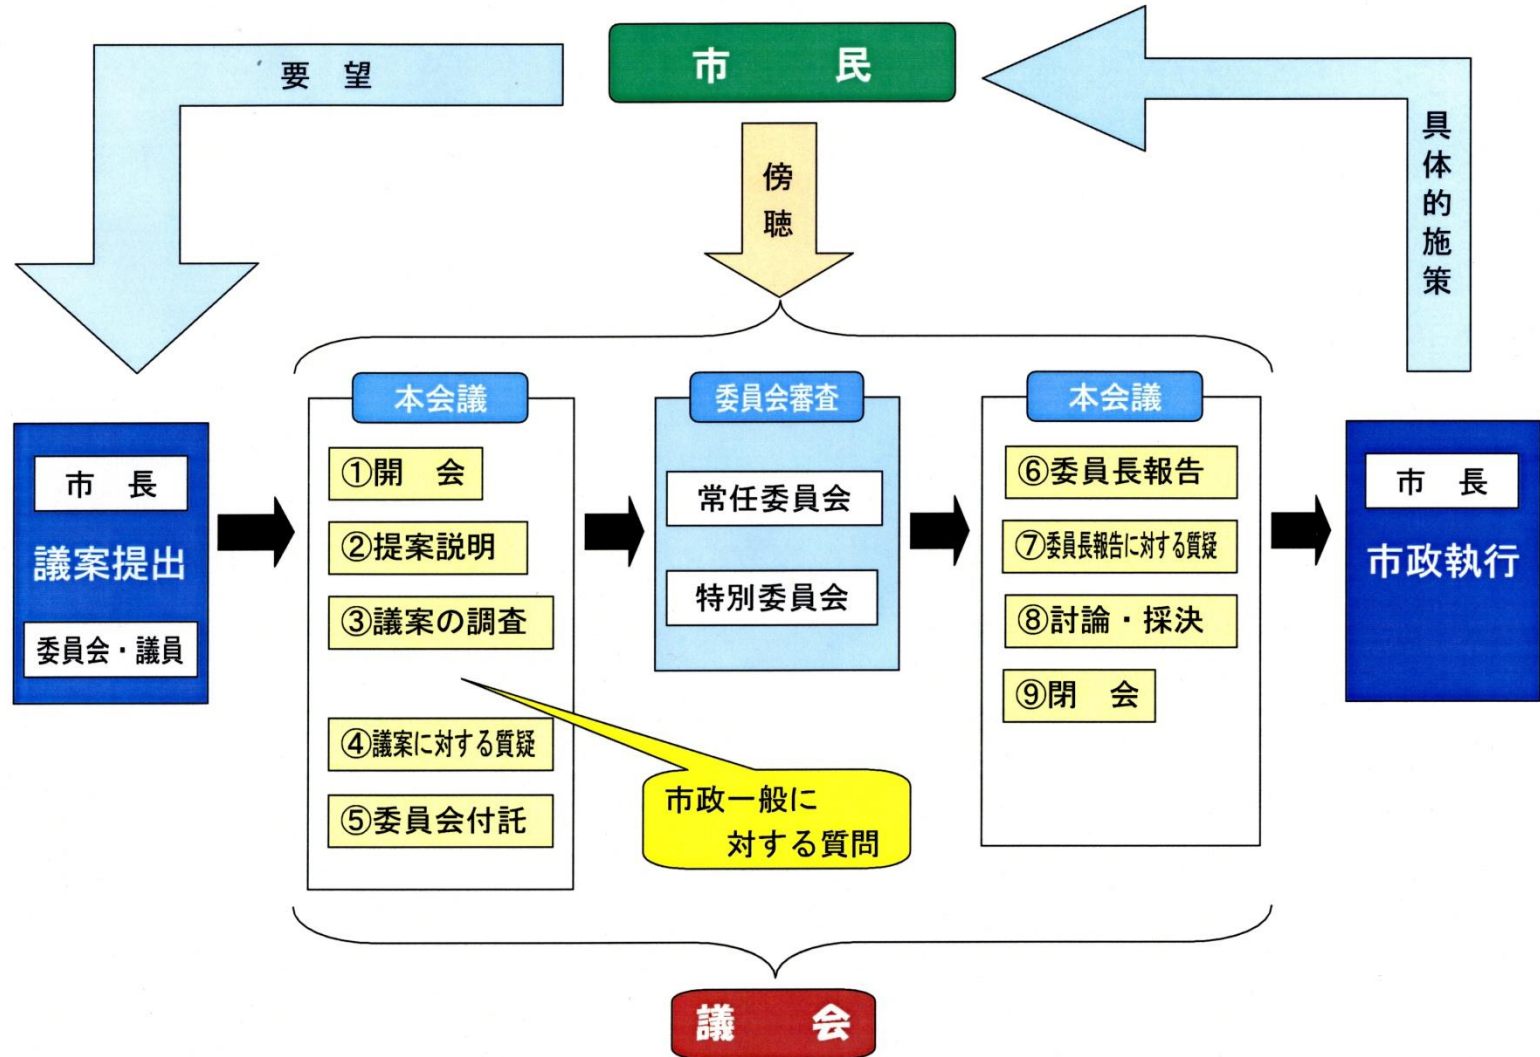 市　民
要　望
傍聴
具体的施策
市　長
議案提出
委員会・議員
本会議
①開　会
②提案説明
③議案の調査
④議案に対する質疑
⑤委員会付託
市政一般に
対する質問
委員会審査
常任委員会
特別委員会
本会議
⑥委員長報告
⑦委員長報告に対する質疑
⑧討論・採決
⑨閉　会
市　長
市政執行
議　会